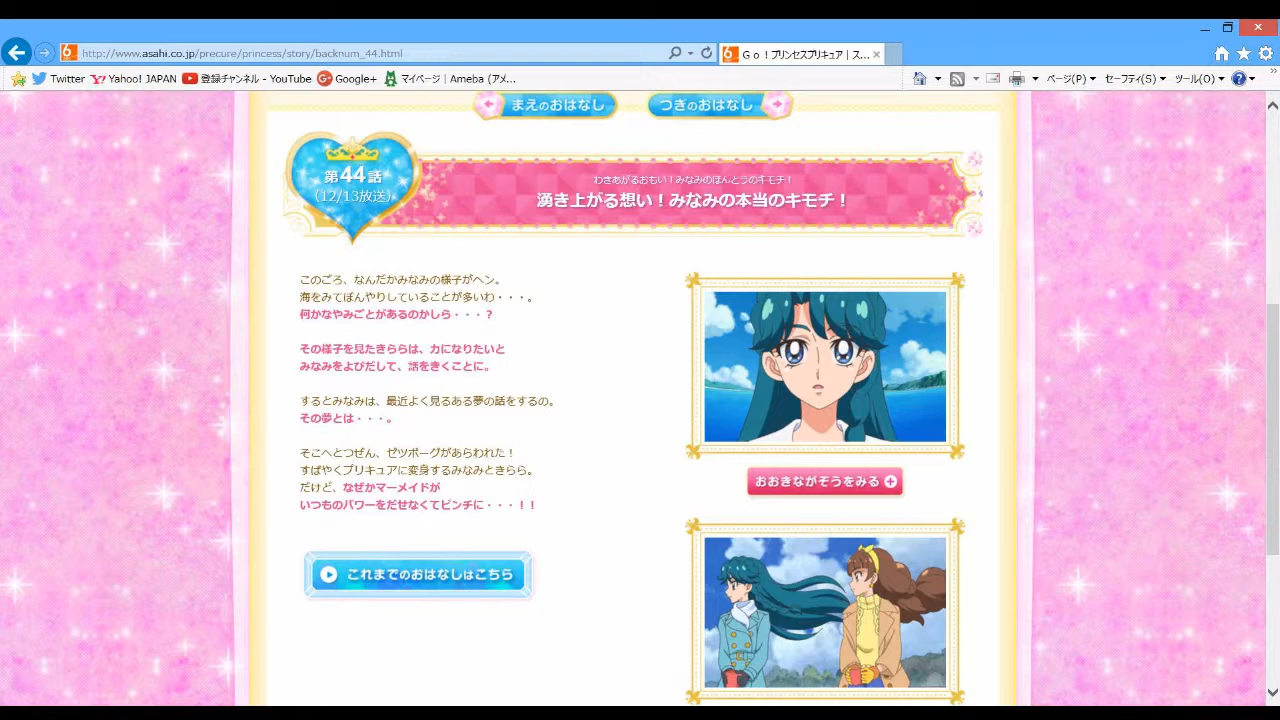 http://www.asahi.co.jp/precure/princess/story/backnum_44.html
Go!プリンセスプリキュア | ス...
Twitter Yahoo! JAPAN 登録チャンネル - YouTube Google+ マイページ | Ameba (アメ...
ページ(P) セーフティ(S) ツール(O)
まえのおはなし つぎのおはなし
第44話
(12/13放送)
わきあがるおもい!みなみのほんとうのキモチ!
湧き上がる想い!みなみの本当のキモチ!
このごろ、なんだかみなみの様子がヘン。
海をみてぼんやりしていることが多いわ・・・。
何かなやみごとがあるのかしら・・・?
その様子を見たきららは、力になりたいと
みなみをよびだして、話をきくことに。
するとみなみは、最近よく見るある夢の話をするの。
その夢とは・・・。
そこへとつぜん、ゼツボーグがあらわれた!
すばやくプリキュアに変身するみなみときらら。
だけど、なぜかマーメイドが
いつものパワーをだせなくてピンチに・・・!!
これまでのおはなしはこちら
おおきながぞうをみる